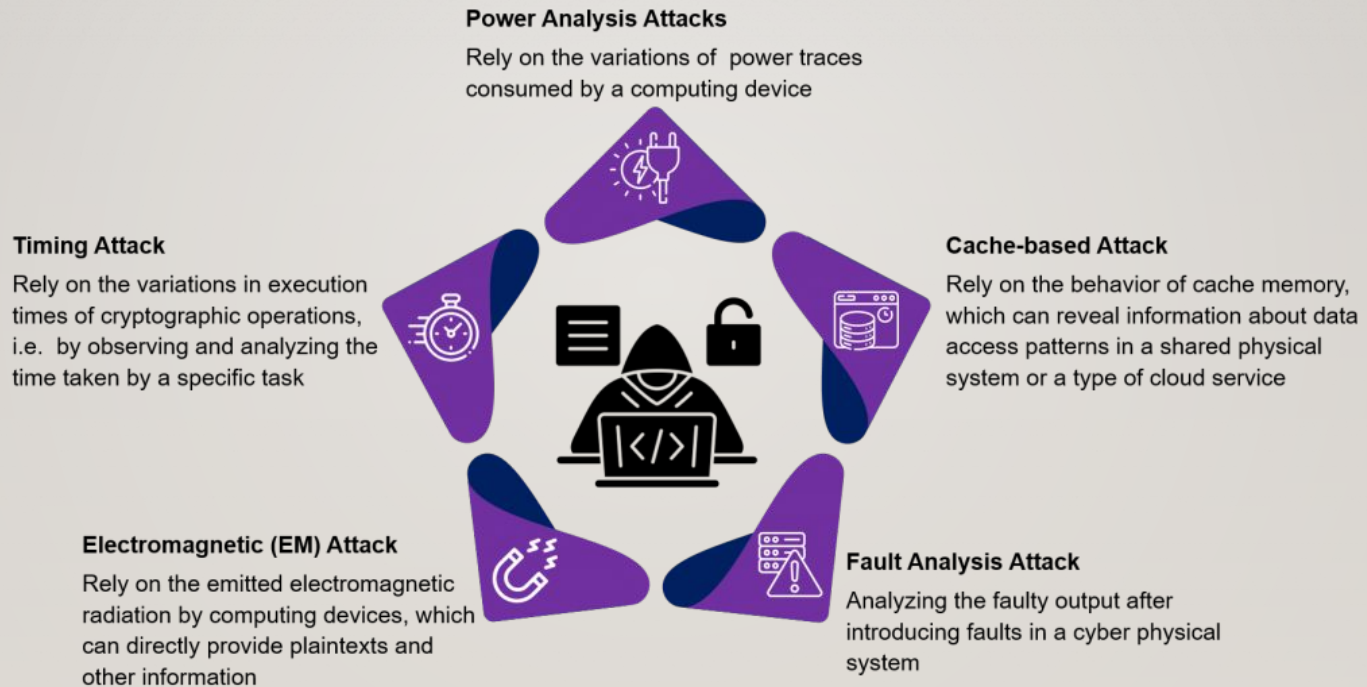 Power Analysis Attacks
Rely on the variations of  power traces
consumed by a computing device
Timing Attack
Rely on the variations in execution
times of cryptographic operations,
i.e.  by observing and analyzing the
time taken by a specific task
Cache-based Attack
Rely on the behavior of cache memory,
which can reveal information about data
access patterns in a shared physical
system or a type of cloud service
</>
Electromagnetic (EM) Attack
Rely on the emitted electromagnetic
radiation by computing devices, which
can directly provide plaintexts and
other information
Fault Analysis Attack
Analyzing the faulty output after
introducing faults in a cyber physical
system